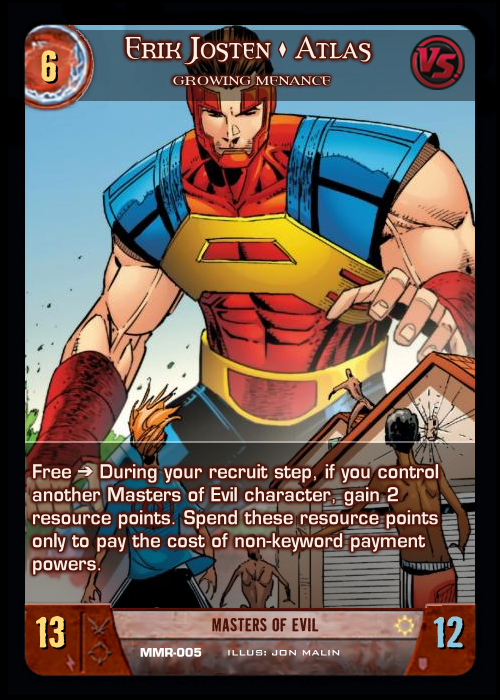 6
Erik Josten ♦ Atlas
VS
GROWING MENANCE
Free → During your recruit step, if you control
another Masters of Evil character, gain 2
resource points. Spend these resource points
only to pay the cost of non-keyword payment
powers.
13
MASTERS OF EVIL
12
MMR-005 ILLUS: JON MALIN